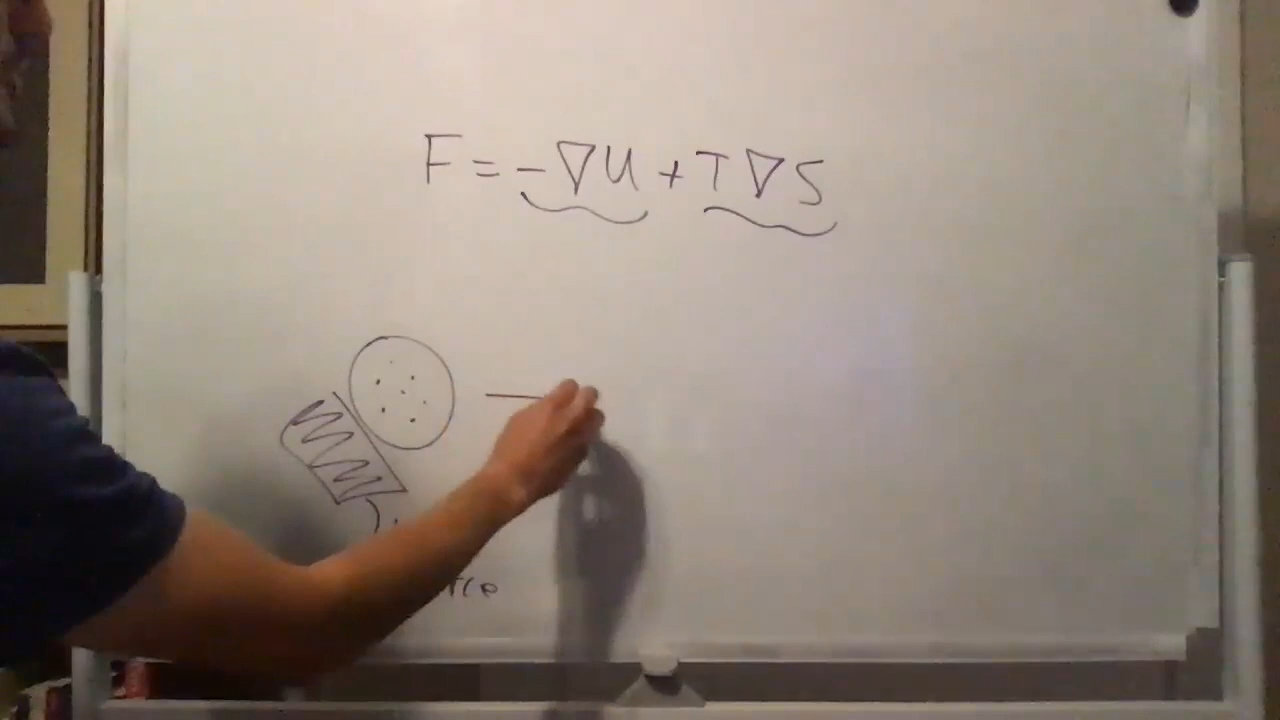 F = -∇U + T∇S